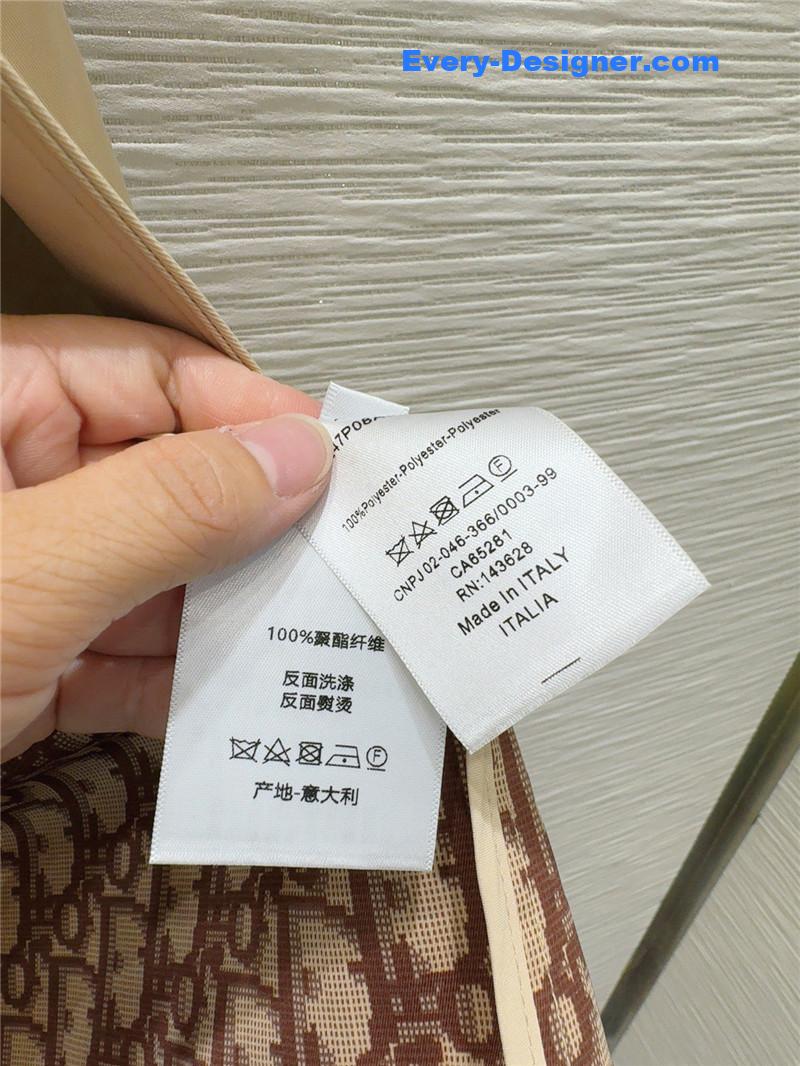 Every-Designer.com
100%Polyester-Polyester-Polyester
CNPJ 02-046-366/0003-99
CA65281
RN:143628
Made In ITALY
ITALIA
100%聚酯纤维
反面洗涤
反面熨烫
F
产地-意大利